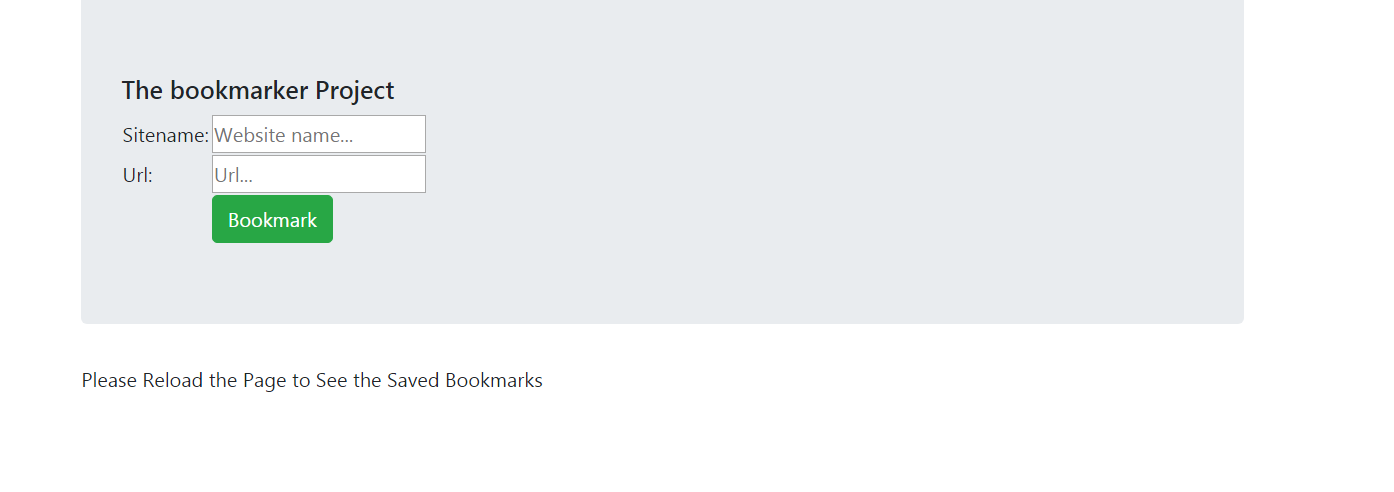 The bookmarker Project
Sitename: Website name...
Url: Url...
Bookmark
Please Reload the Page to See the Saved Bookmarks